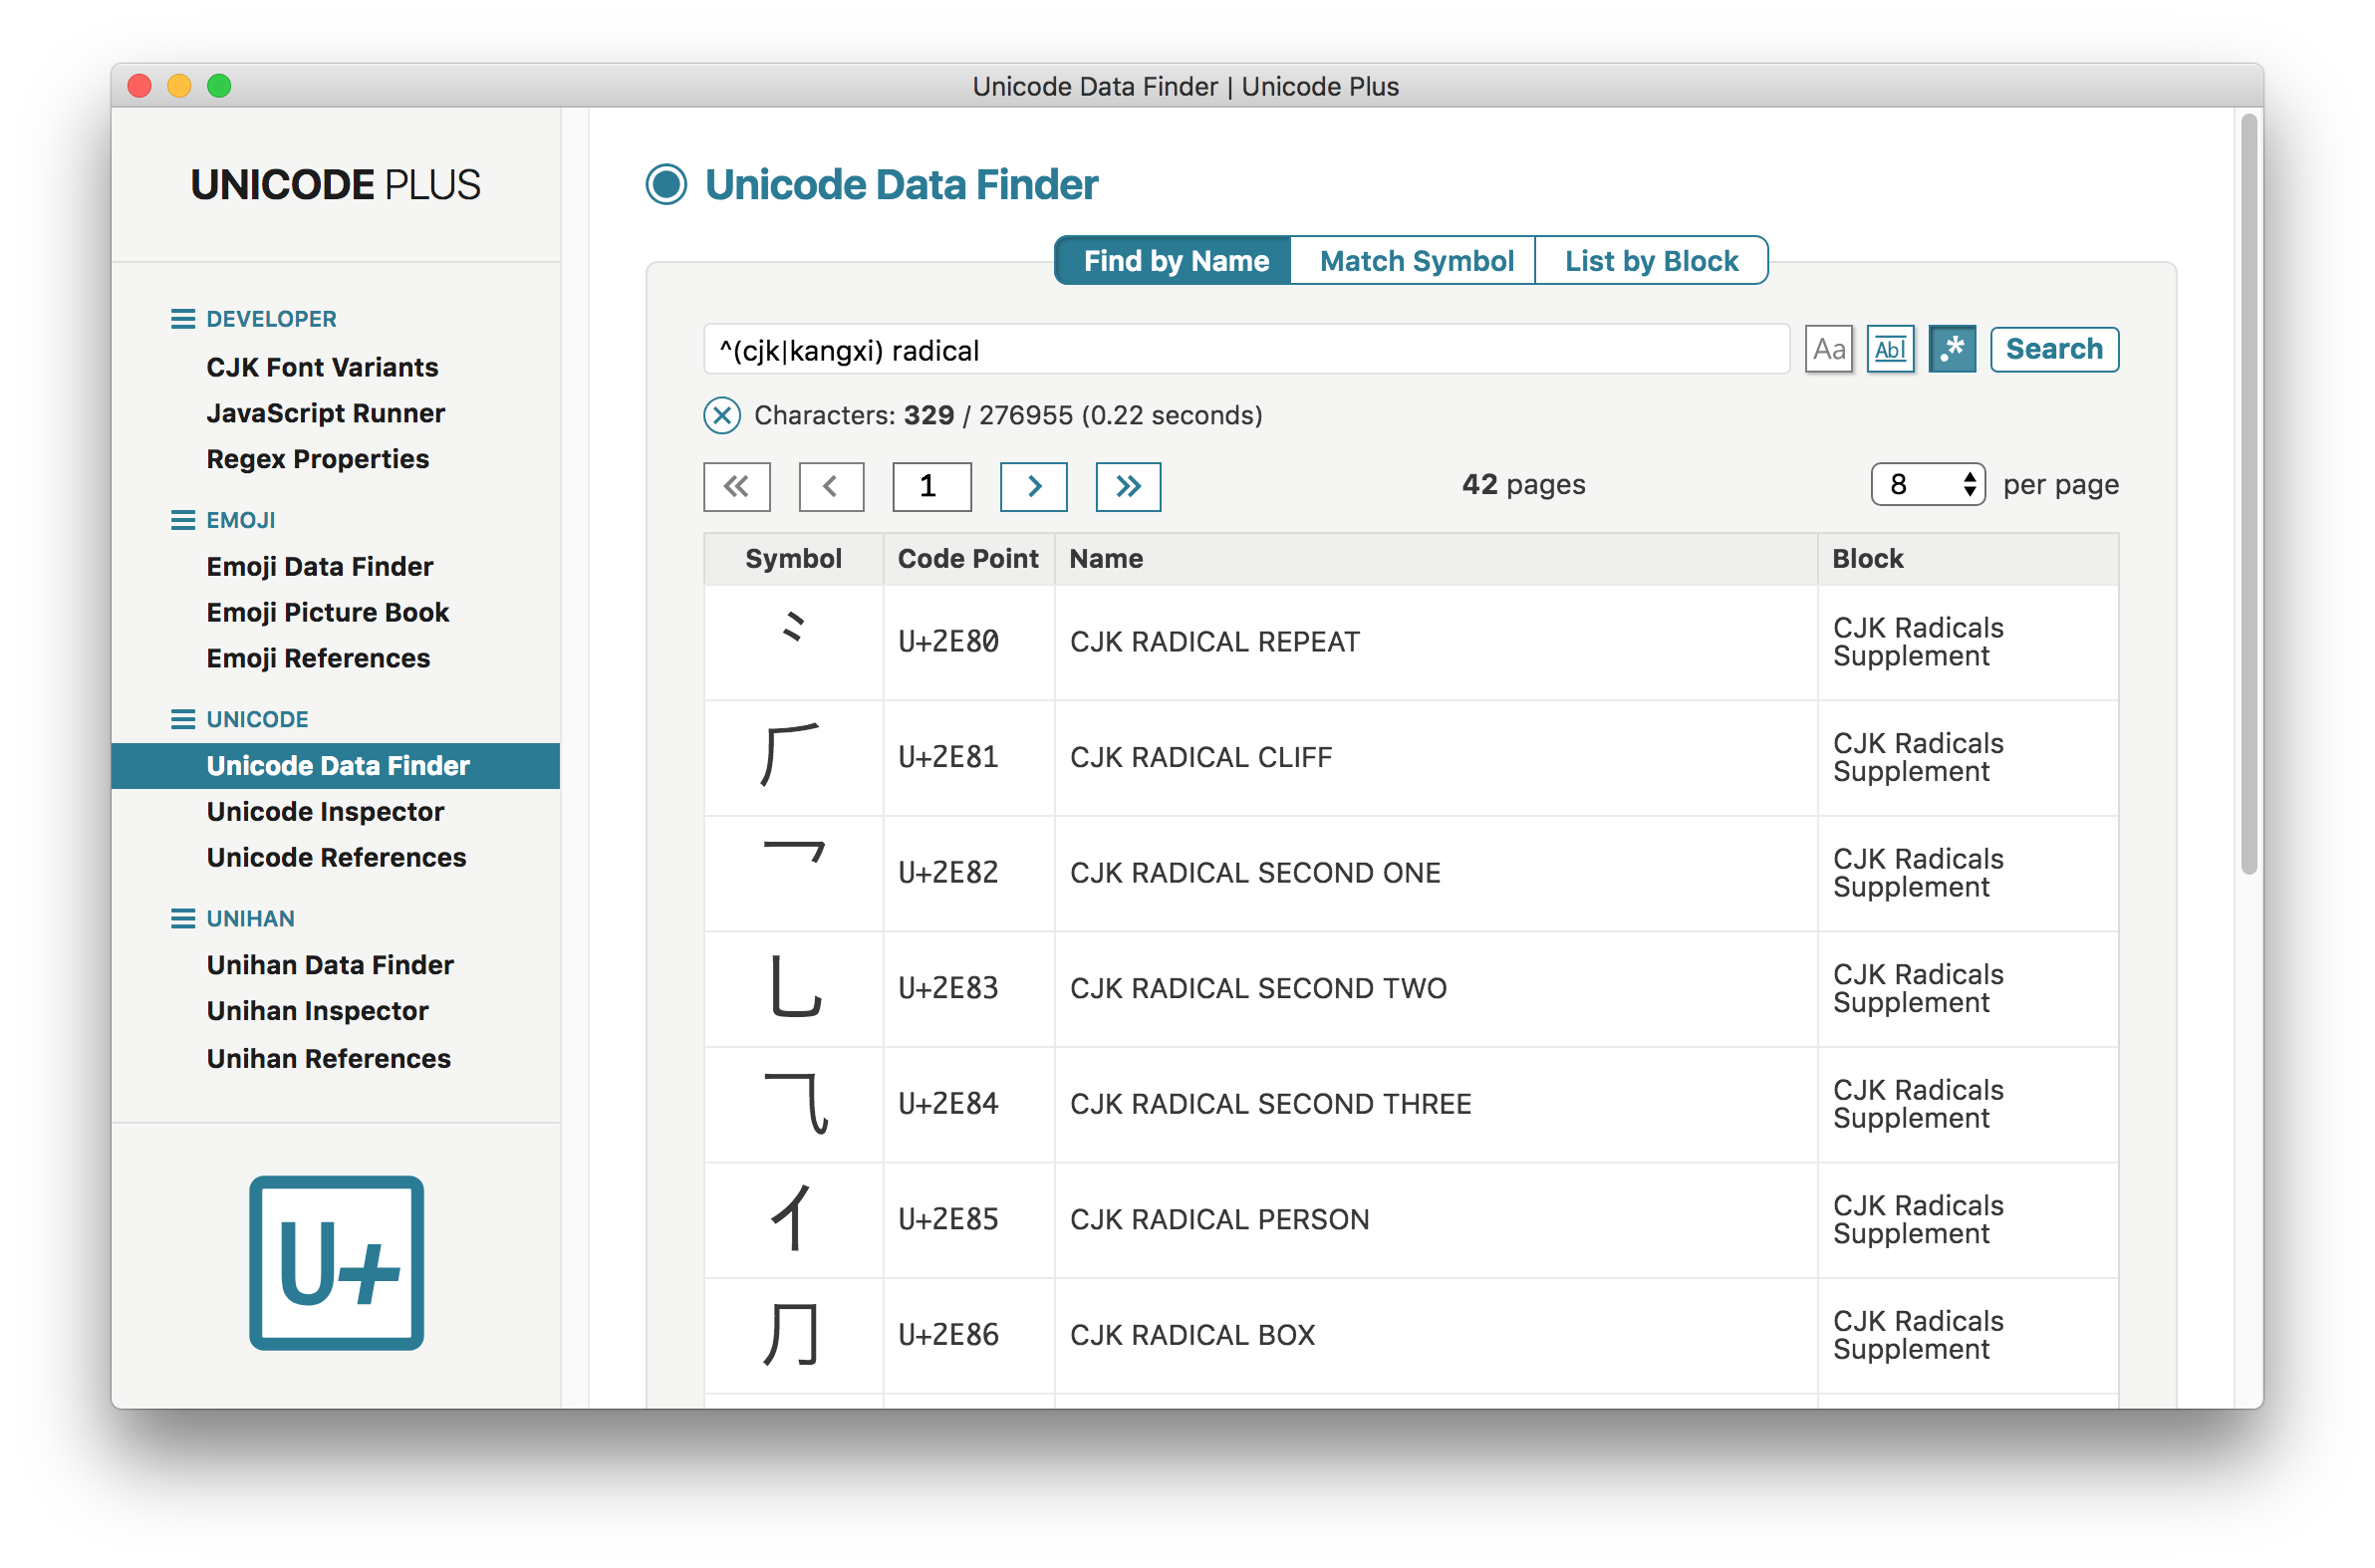 Unicode Data Finder | Unicode Plus
UNICODE PLUS
DEVELOPER
CJK Font Variants
JavaScript Runner
Regex Properties
EMOJI
Emoji Data Finder
Emoji Picture Book
Emoji References
UNICODE
Unicode Data Finder
Unicode Inspector
Unicode References
UNIHAN
Unihan Data Finder
Unihan Inspector
Unihan References
U+
Unicode Data Finder
Find by Name Match Symbol List by Block
^(cjk|kangxi) radical Aa Abl .* Search
Characters: 329 / 276955 (0.22 seconds)
« ‹ 1 › » 42 pages 8 per page
Symbol Code Point Name Block
⺀ U+2E80 CJK RADICAL REPEAT CJK Radicals Supplement
⺁ U+2E81 CJK RADICAL CLIFF CJK Radicals Supplement
⺂ U+2E82 CJK RADICAL SECOND ONE CJK Radicals Supplement
⺃ U+2E83 CJK RADICAL SECOND TWO CJK Radicals Supplement
⺄ U+2E84 CJK RADICAL SECOND THREE CJK Radicals Supplement
⺅ U+2E85 CJK RADICAL PERSON CJK Radicals Supplement
⺆ U+2E86 CJK RADICAL BOX CJK Radicals Supplement